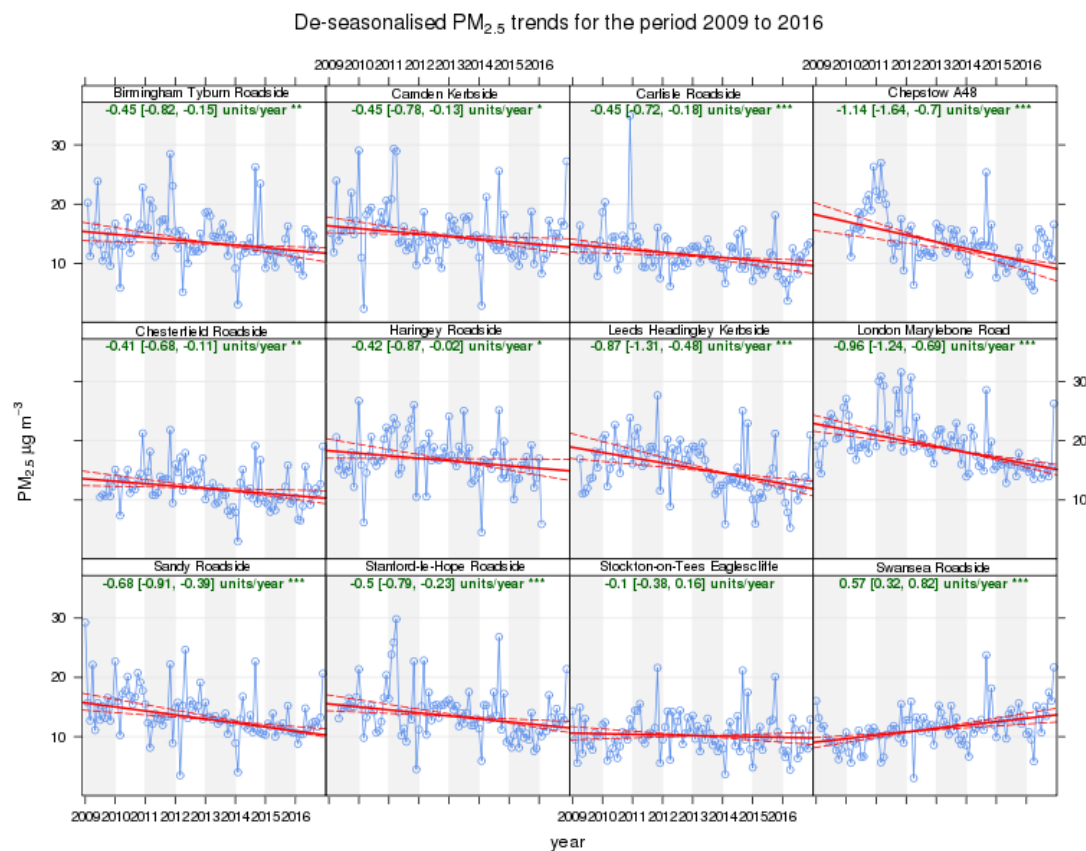 De-seasonalised PM2.5 trends for the period 2009 to 2016
20092010 2011 2012 2013 2014 2015 2016
2009 2010 2011 2012 2013 2014 2015 2016
Birmingham Tyburn Roadside
Camden Kerbside
Carlisle Roadside
Chepstow A48
-0.45 [-0.82, -0.15] units/year **
-0.45 [-0.78, -0.13] units/year *
-0.45 [-0.72, -0.18] units/year ***
-1.14 [-1.64, -0.7] units/year ***
30
20
10
Chesterfield Roadside
Haringey Roadside
Leeds Headingley Kerbside
London Marylebone Road
-0.41 [-0.68, -0.11] units/year **
-0.42 [-0.87, -0.02] units/year *
-0.87 [-1.31, -0.48] units/year ***
-0.96 [-1.24, -0.69] units/year ***
30
20
10
PM2.5 µg m−3
Sandy Roadside
Stanford-le-Hope Roadside
Stockton-on-Tees Eaglescliffe
Swansea Roadside
-0.68 [-0.91, -0.39] units/year ***
-0.5 [-0.79, -0.23] units/year ***
-0.1 [-0.38, 0.16] units/year
0.57 [0.32, 0.82] units/year ***
30
20
10
2009 2010 2011 2012 2013 2014 2015 2016
2009 2010 2011 2012 2013 2014 2015 2016
year